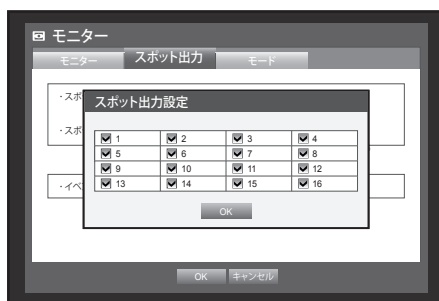 モニター
モニター スポット出力 モード
・スポ
スポット出力設定
・スポ
1 2 3 4
5 6 7 8
9 10 11 12
13 14 15 16
・イベ
OK
OK キャンセル